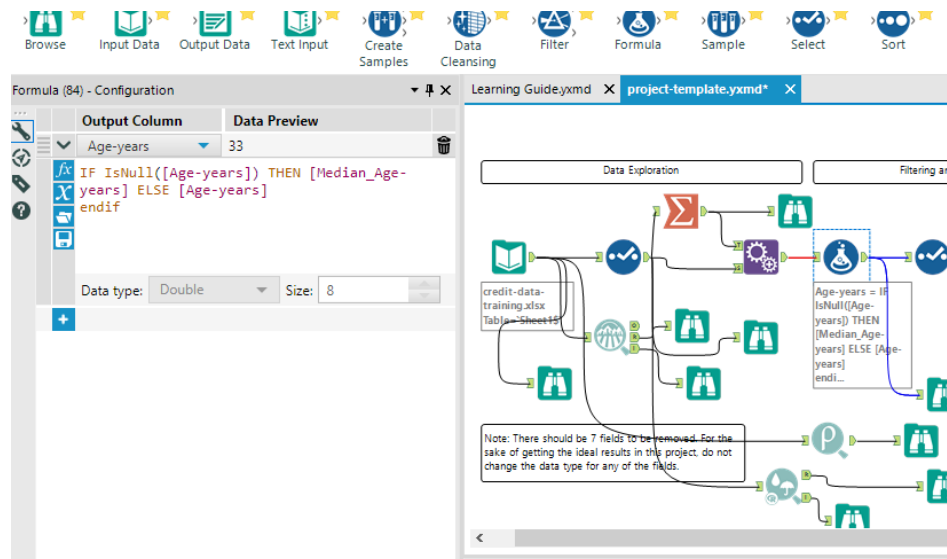 Browse
Input Data
Output Data
Text Input
Create
Samples
Data
Cleansing
Filter
Formula
Sample
Select
Sort
Formula (84) - Configuration
Learning Guide.yxmd
project-template.yxmd*
Output Column
Data Preview
Age-years
33
IF IsNull([Age-years]) THEN [Median_Age-
years] ELSE [Age-years]
endif
Data type:
Double
Size:
8
Data Exploration
Filtering an
credit-data-
training.xlsx
Table='Sheet1$'
Age-years = IF
IsNull([Age-
years]) THEN
[Median_Age-
years] ELSE [Age-
years]
endi...
Note: There should be 7 fields to be removed. For the
sake of getting the ideal results in this project, do not
change the data type for any of the fields.